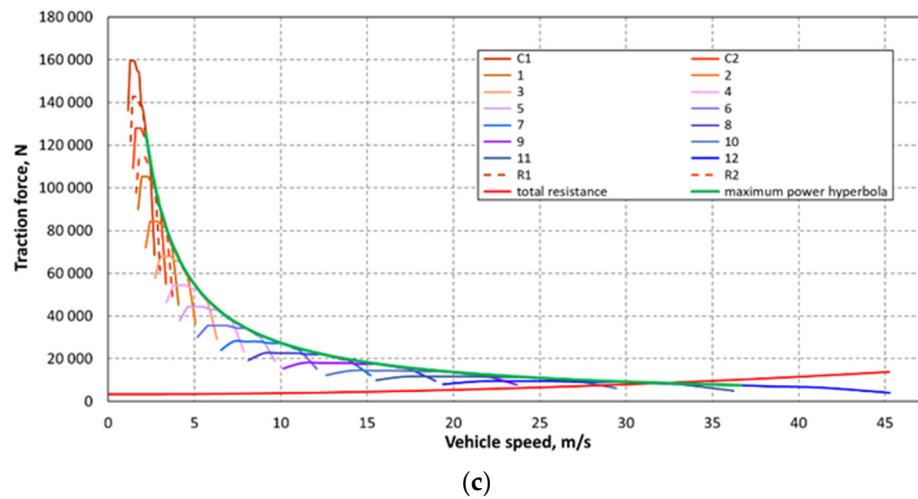 180 000
160 000
140 000
120 000
100 000
80 000
60 000
40 000
20 000
0
Traction force, N
C1 C2
1 2
3 4
5 6
7 8
9 10
11 12
R1 R2
total resistance maximum power hyperbola
0 5 10 15 20 25 30 35 40 45
Vehicle speed, m/s
(c)